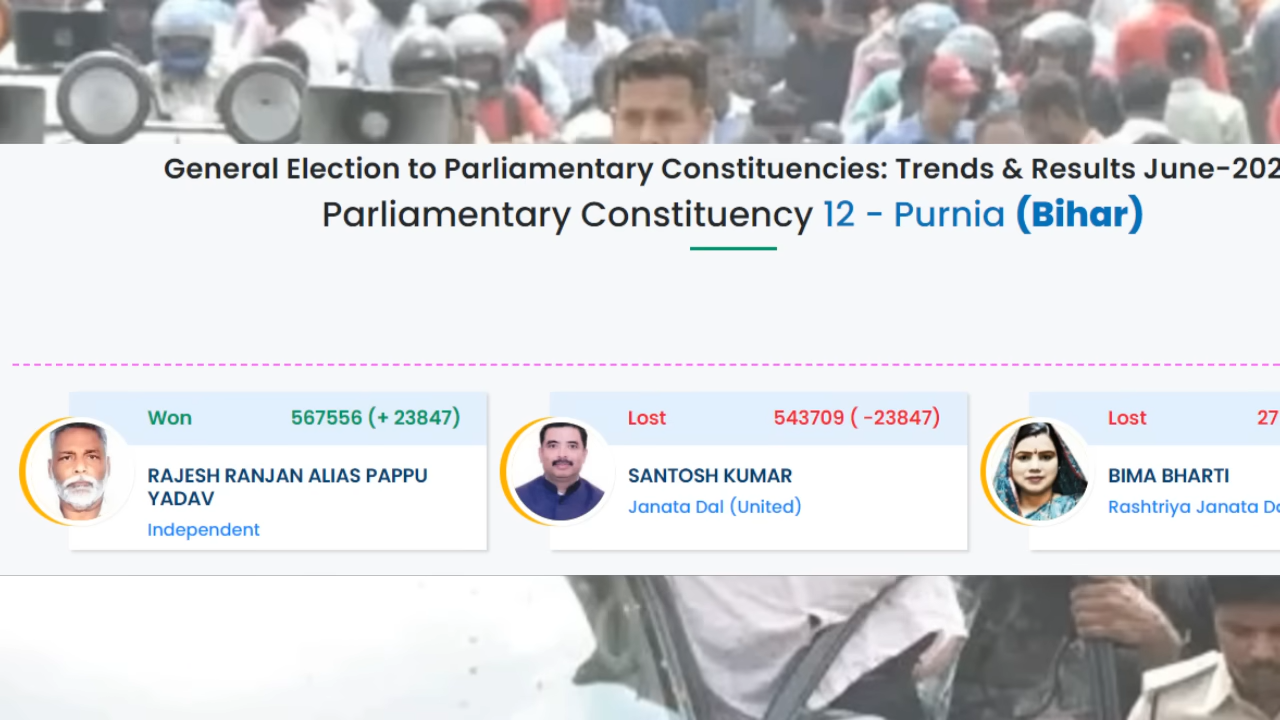 General Election to Parliamentary Constituencies: Trends & Results June-202
Parliamentary Constituency 12 - Purnia (Bihar)
Won 567556 (+ 23847)
RAJESH RANJAN ALIAS PAPPU
YADAV
Independent
Lost 543709 ( -23847)
SANTOSH KUMAR
Janata Dal (United)
Lost 27
BIMA BHARTI
Rashtriya Janata Da